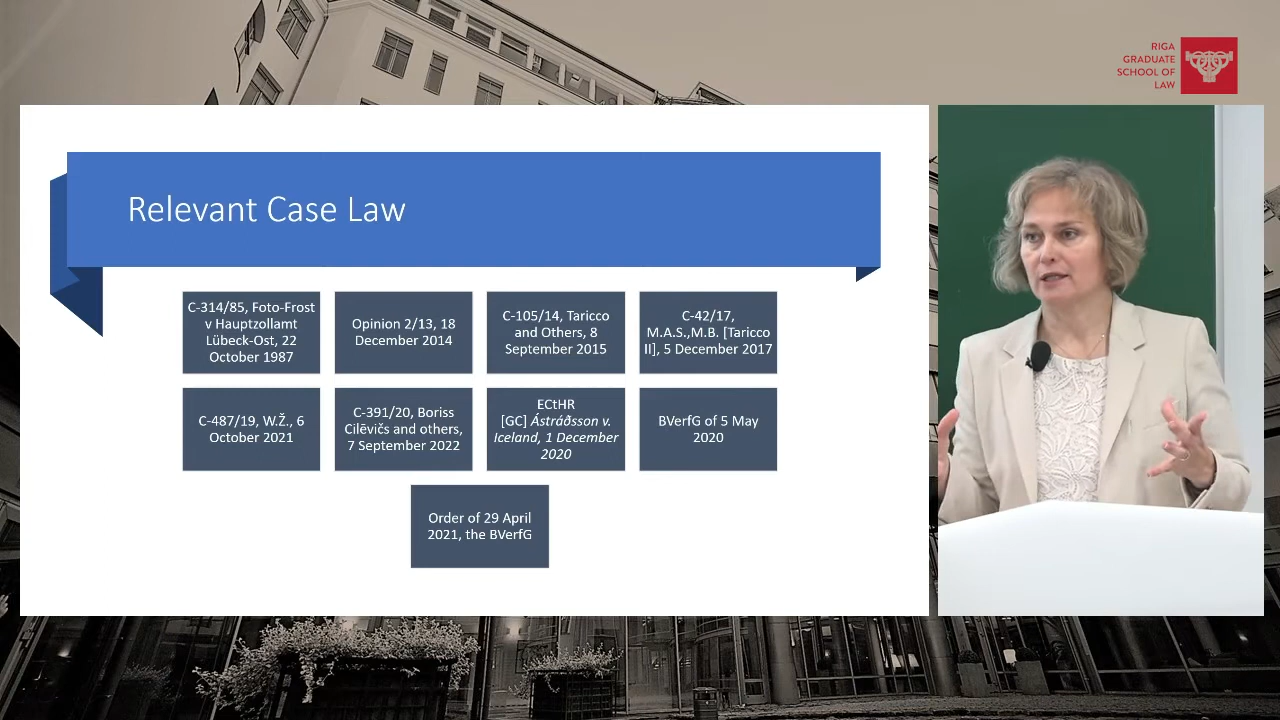 RIGA
GRADUATE
SCHOOL OF
LAW
Relevant Case Law
C-314/85, Foto-Frost
v Hauptzollamt
Lübeck-Ost, 22
October 1987
Opinion 2/13, 18
December 2014
C-105/14, Taricco
and Others, 8
September 2015
C-42/17,
M.A.S.,M.B. [Taricco
II], 5 December 2017
C-487/19, W.Ž., 6
October 2021
C-391/20, Boriss
Cilēvičs and others,
7 September 2022
ECtHR
[GC] Ástráðsson v.
Iceland, 1 December
2020
BVerfG of 5 May
2020
Order of 29 April
2021, the BVerfG